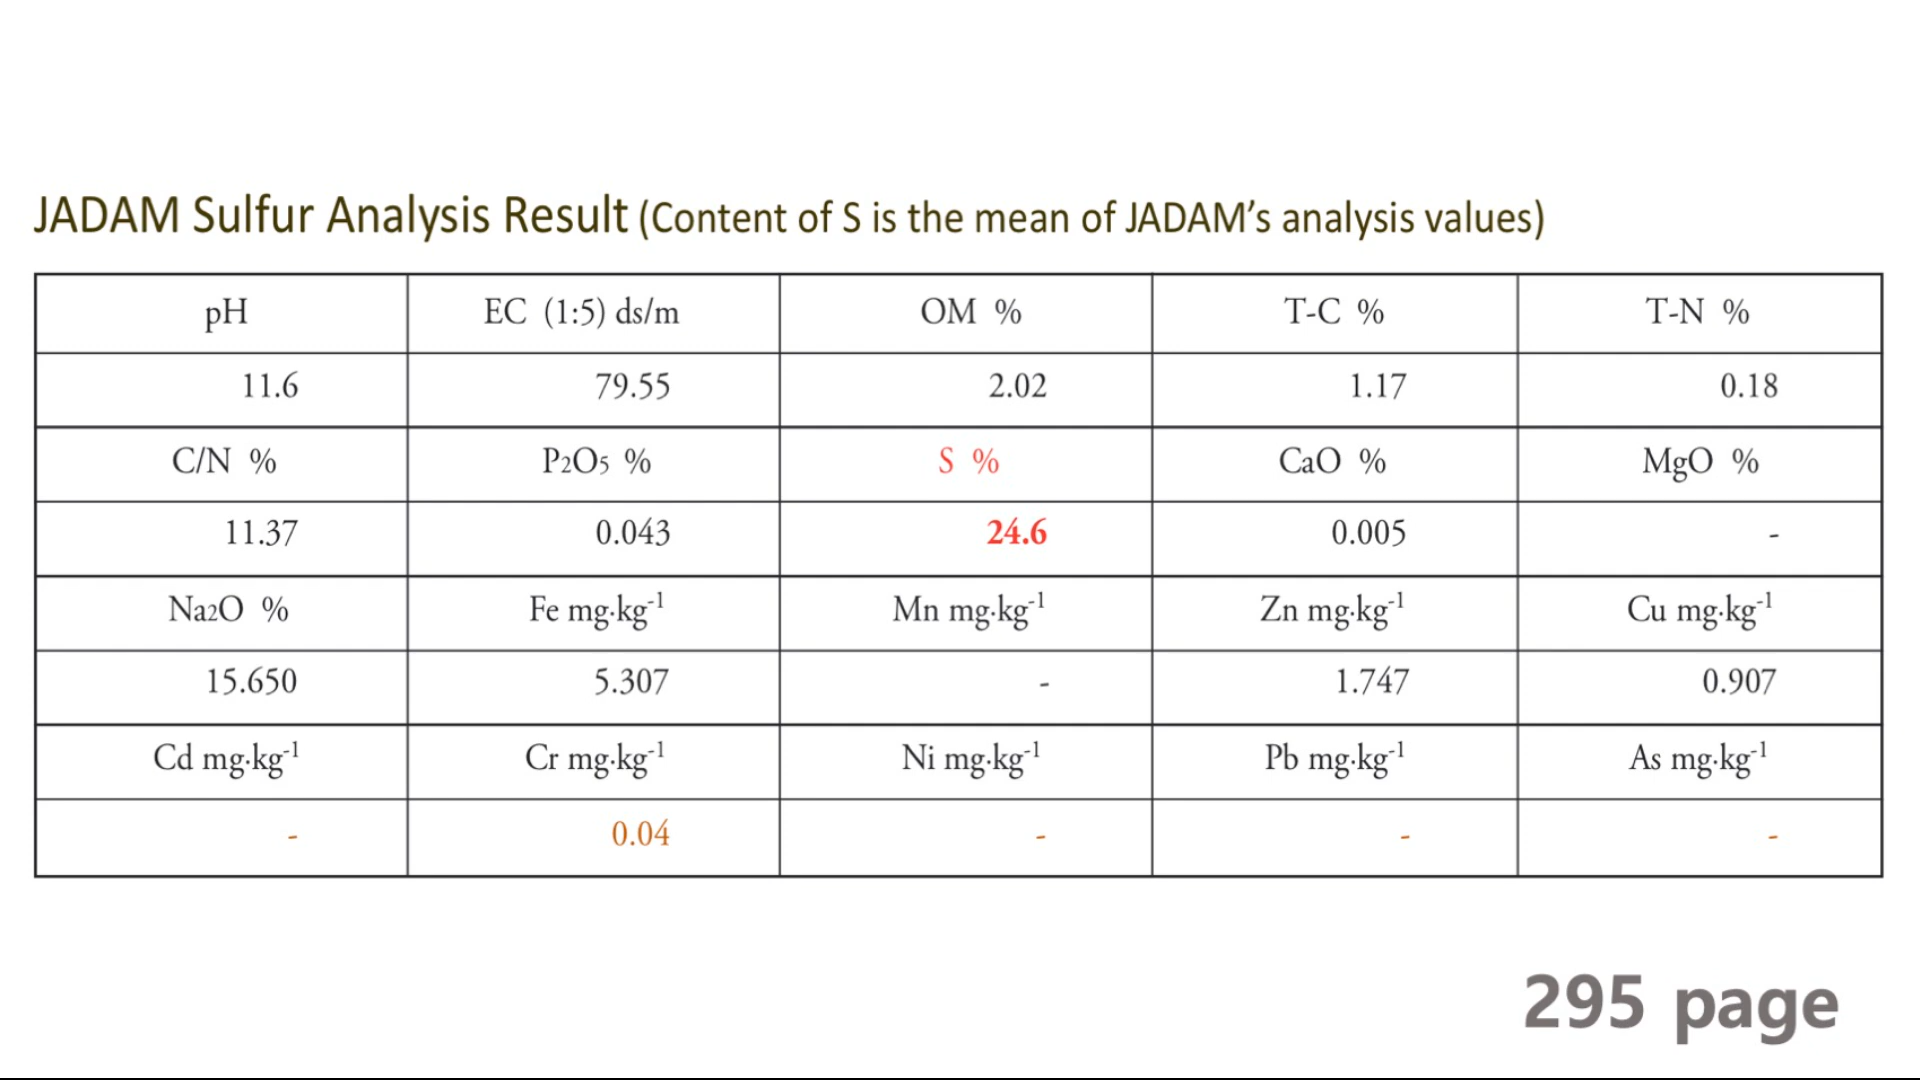 JADAM Sulfur Analysis Result (Content of S is the mean of JADAM's analysis values)
pH EC (1:5) ds/m OM % T-C % T-N %
11.6 79.55 2.02 1.17 0.18
C/N % P2O5 % S % CaO % MgO %
11.37 0.043 24.6 0.005 -
Na2O % Fe mg·kg⁻¹ Mn mg·kg⁻¹ Zn mg·kg⁻¹ Cu mg·kg⁻¹
15.650 5.307 - 1.747 0.907
Cd mg·kg⁻¹ Cr mg·kg⁻¹ Ni mg·kg⁻¹ Pb mg·kg⁻¹ As mg·kg⁻¹
- 0.04 - - -
295 page